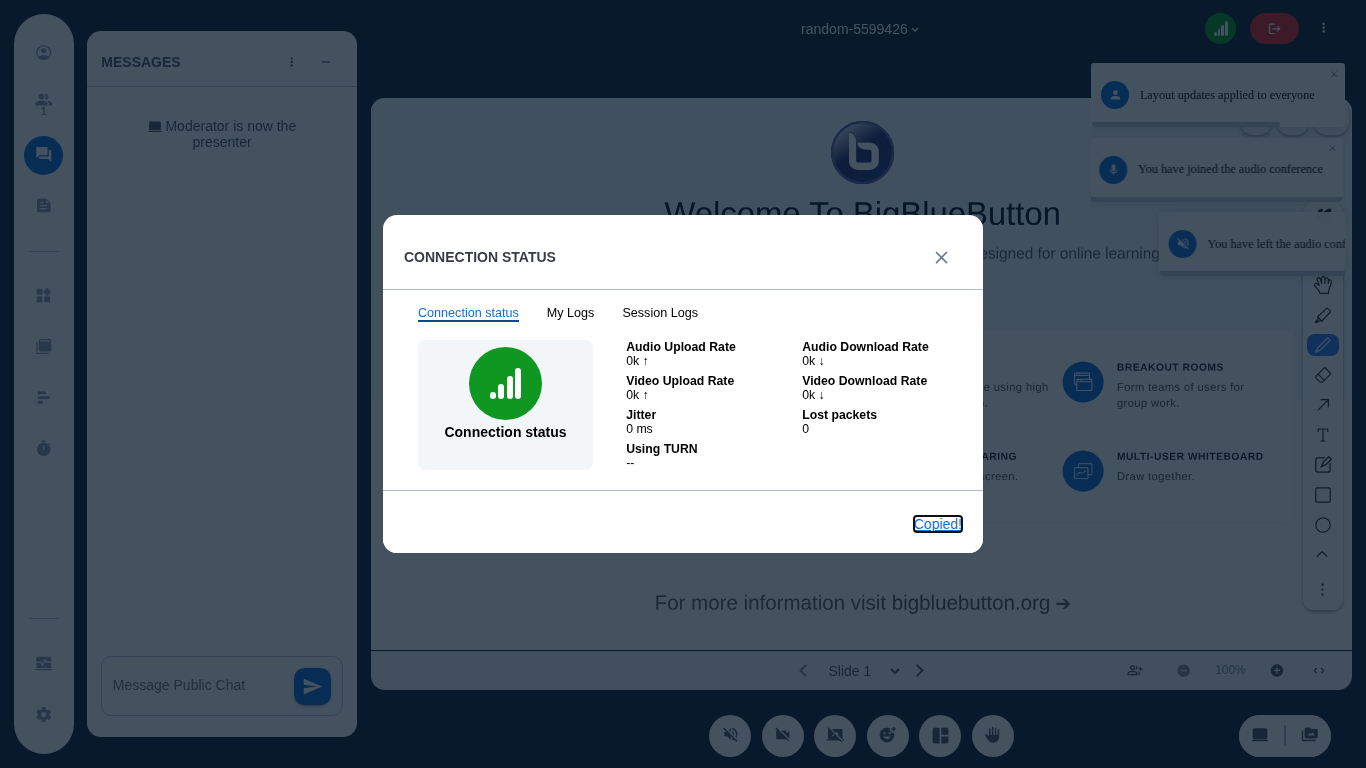 random-5599426
MESSAGES
1
Moderator is now the
presenter
Message Public Chat
Layout updates applied to everyone
You have joined the audio conference
You have left the audio conf
Welcome To BigBlueButton
esigned for online learning
CONNECTION STATUS
Connection status
My Logs
Session Logs
Connection status
Audio Upload Rate
0k ↑
Audio Download Rate
0k ↓
Video Upload Rate
0k ↑
Video Download Rate
0k ↓
Jitter
0 ms
Lost packets
0
Using TURN
--
Copied!
e using high
BREAKOUT ROOMS
Form teams of users for
group work.
ARING
creen.
MULTI-USER WHITEBOARD
Draw together.
For more information visit bigbluebutton.org ➔
Slide 1
100%